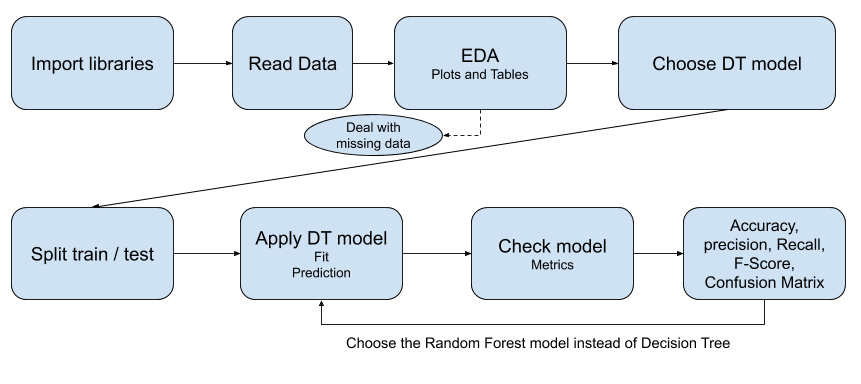 Import libraries
Read Data
EDA
Plots and Tables
Choose DT model
Deal with
missing data
Split train / test
Apply DT model
Fit
Prediction
Check model
Metrics
Accuracy,
precision, Recall,
F-Score,
Confusion Matrix
Choose the Random Forest model instead of Decision Tree